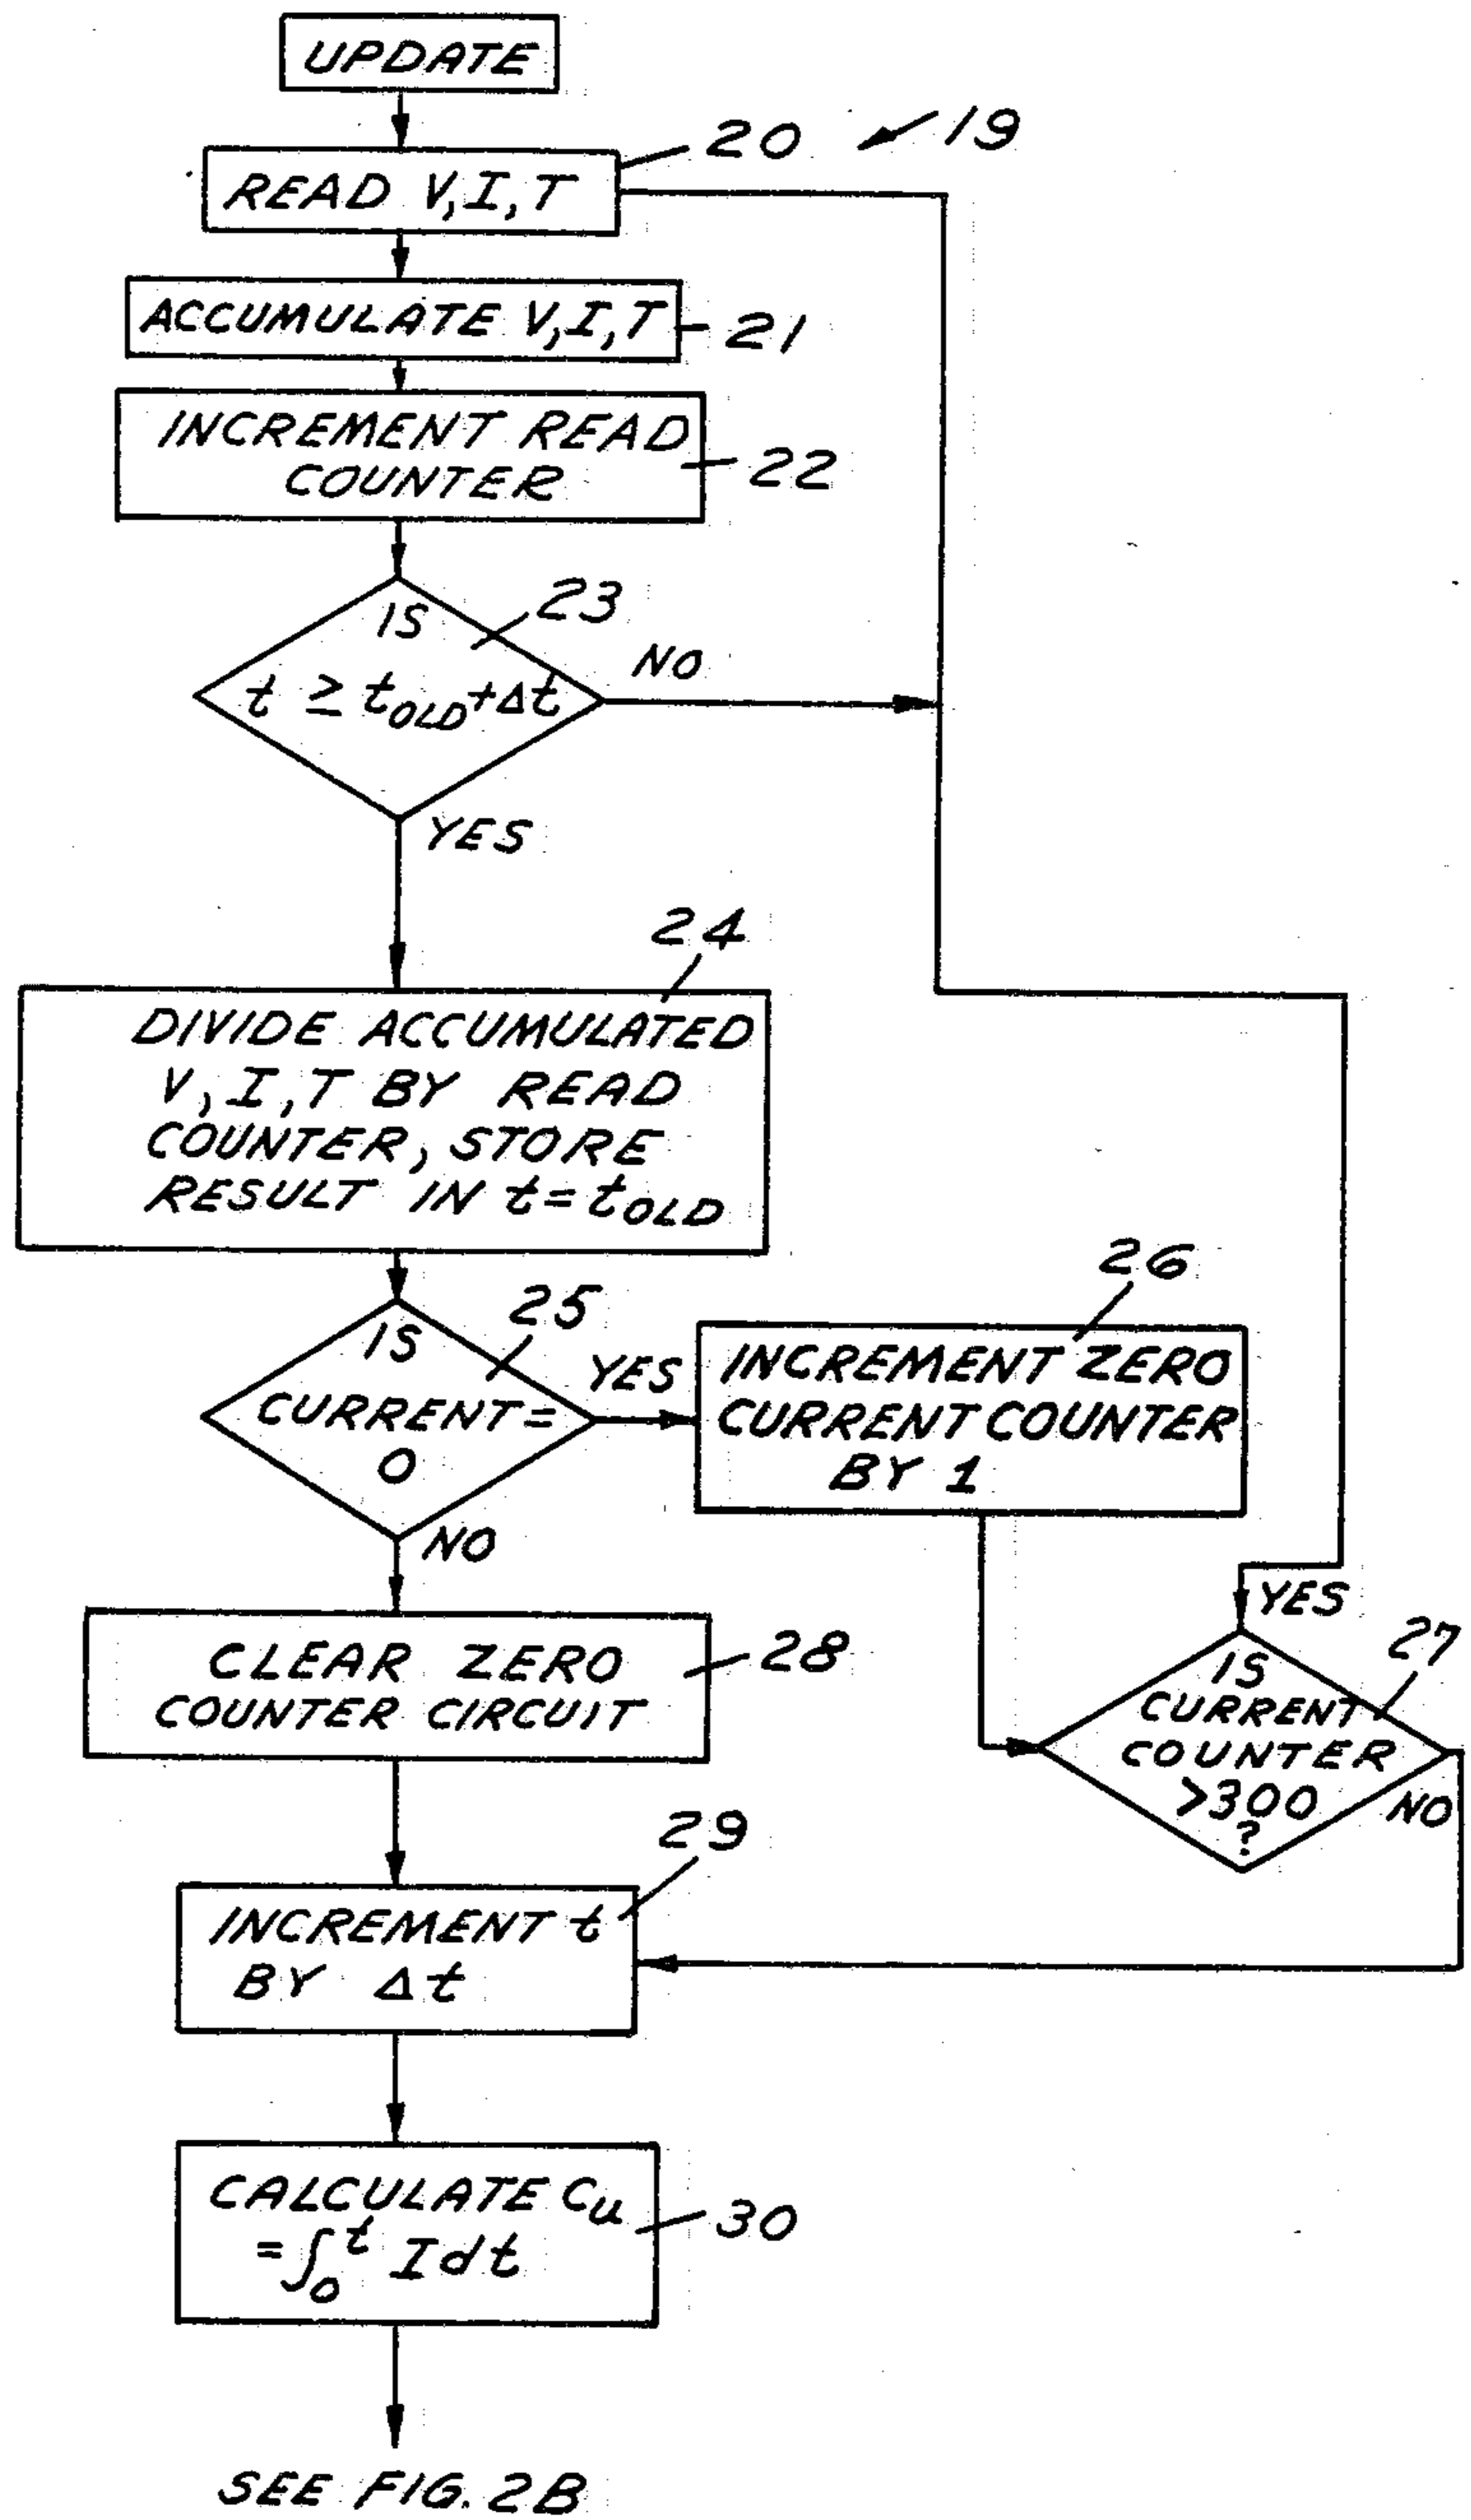 UPDATE
20
19
READ V,I,T
ACCUMULATE V,I,T
21
INCREMENT READ
COUNTER
22
23
IS
t ≥ tOLD+Δt
NO
YES
24
DIVIDE ACCUMULATED
V,I,T BY READ
COUNTER, STORE
RESULT IN t=tOLD
25
IS
CURRENT=
0
YES
NO
26
INCREMENT ZERO
CURRENT COUNTER
BY 1
YES
27
IS
CURRENT
COUNTER
>300
?
NO
CLEAR ZERO
COUNTER CIRCUIT
28
29
INCREMENT t
BY Δt
CALCULATE Cu
=∫0t Idt
30
SEE FIG. 2B